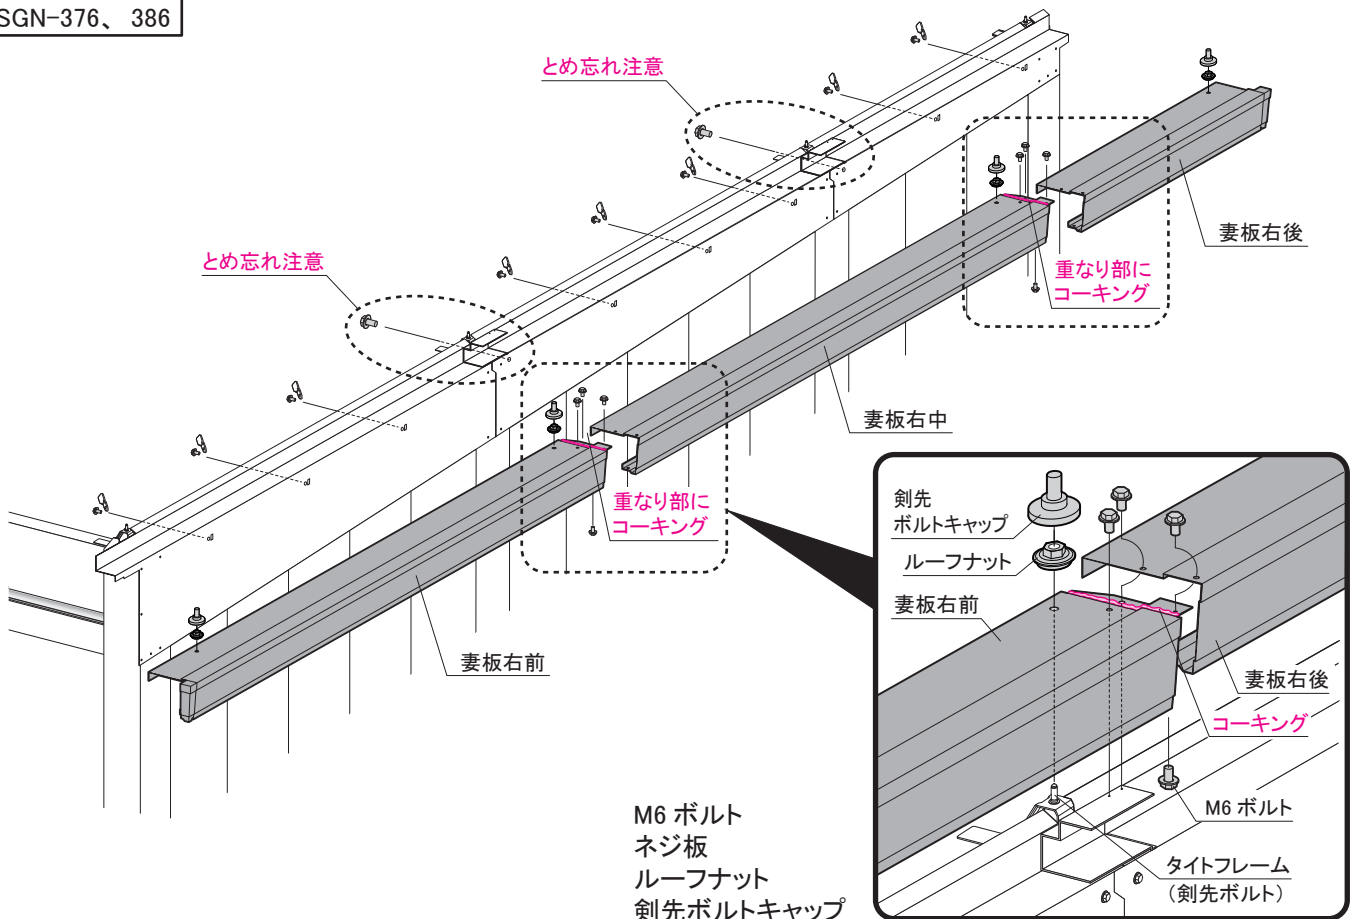 SGN-376、 386
とめ忘れ注意
とめ忘れ注意
妻板右後
重なり部に
コーキング
妻板右中
重なり部に
コーキング
妻板右前
剣先
ボルトキャップ
ルーフナット
妻板右前
妻板右後
コーキング
M6 ボルト
タイトフレーム
（剣先ボルト）
M6 ボルト
ネジ板
ルーフナット
剣先ボルトキャップ